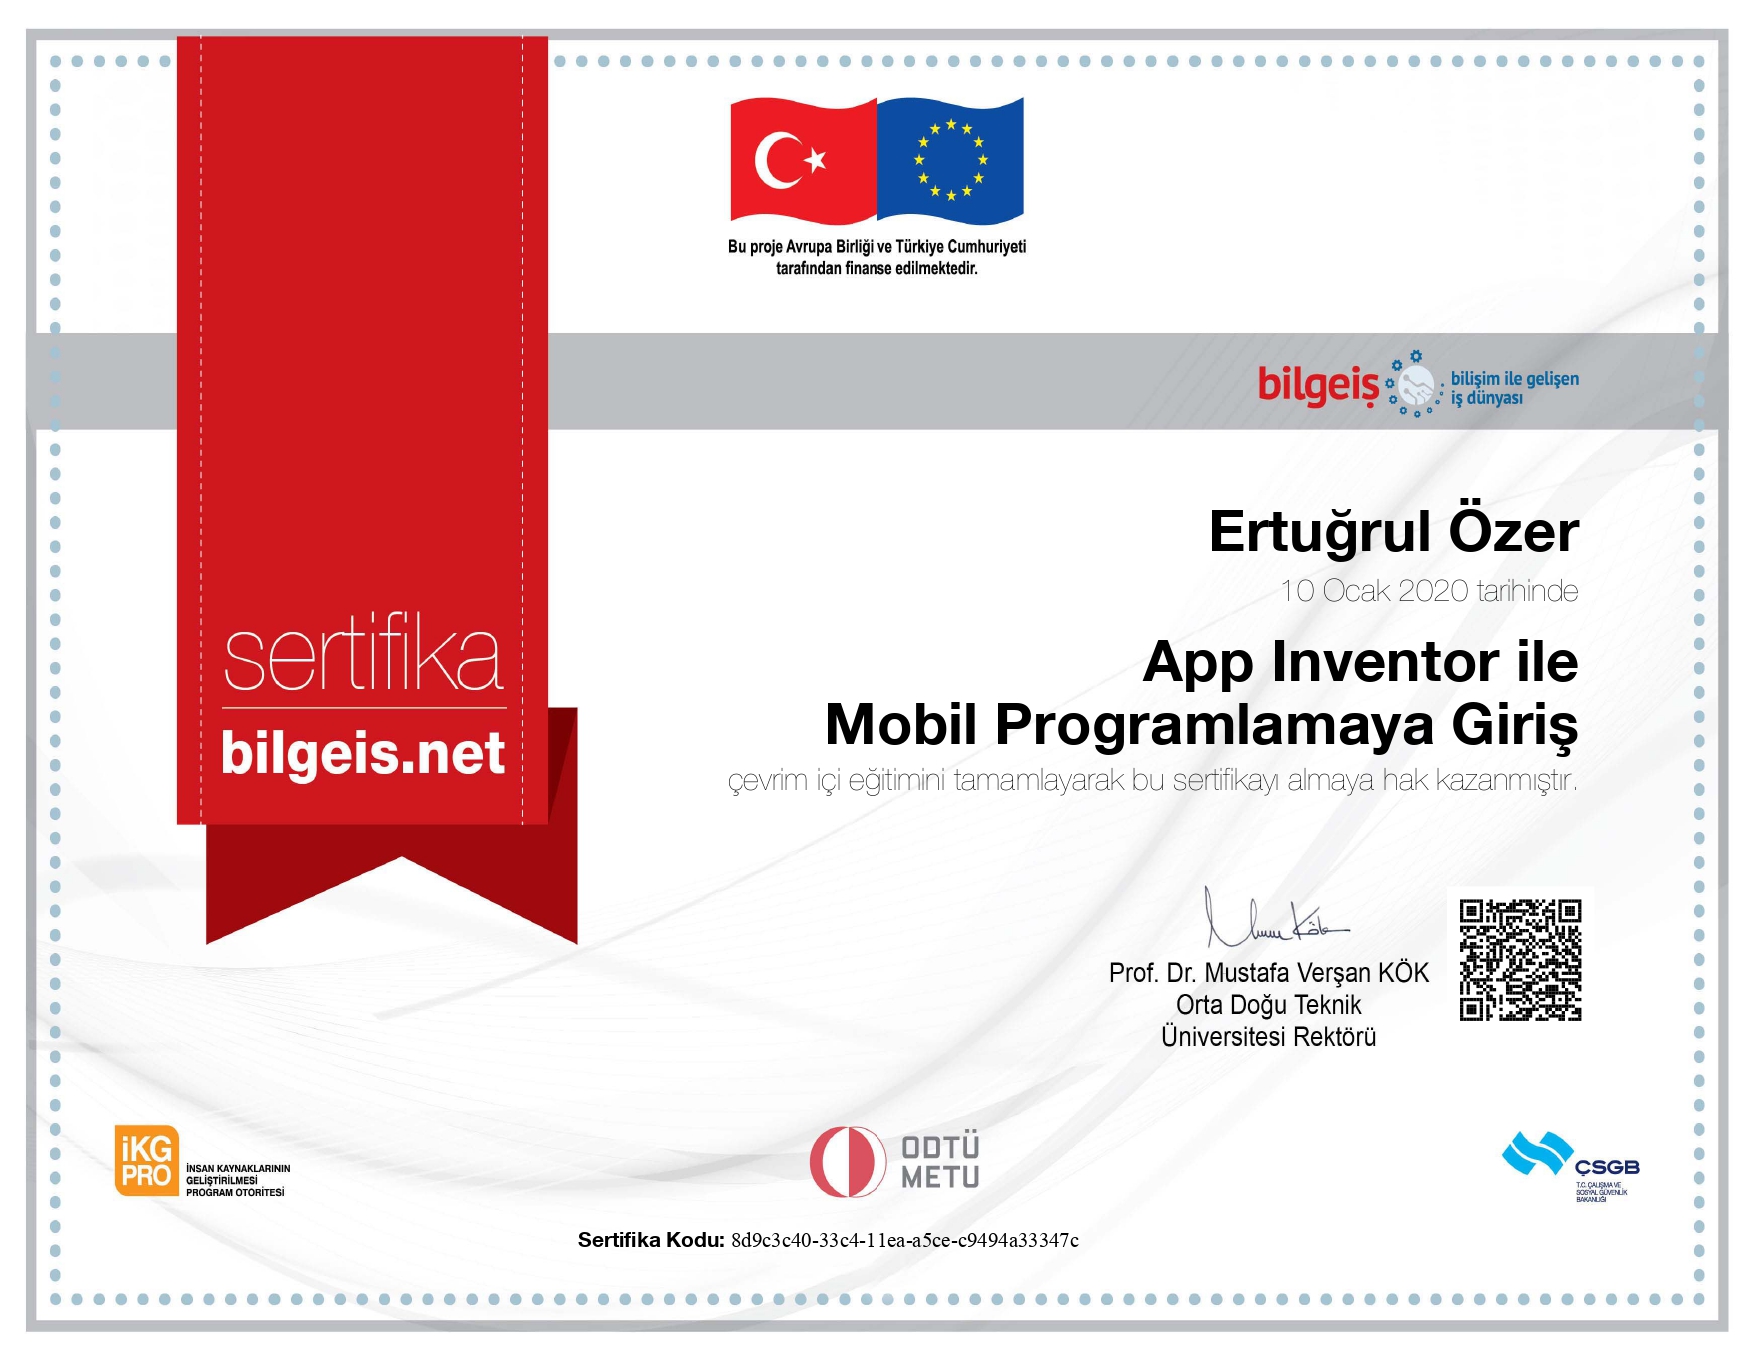 Bu proje Avrupa Birliği ve Türkiye Cumhuriyeti
tarafından finanse edilmektedir.
bilgeiş
bilişim ile gelişen
iş dünyası
sertifika
bilgeis.net
Ertuğrul Özer
10 Ocak 2020 tarihinde
App Inventor ile
Mobil Programlamaya Giriş
çevrim içi eğitimini tamamlayarak bu sertifikayı almaya hak kazanmıştır.
Prof. Dr. Mustafa Verşan KÖK
Orta Doğu Teknik
Üniversitesi Rektörü
iKG
PRO
İNSAN KAYNAKLARININ
GELİŞTİRİLMESİ
PROGRAM OTORİTESİ
ODTÜ
METU
ÇSGB
T.C. ÇALIŞMA VE
SOSYAL GÜVENLİK
BAKANLIĞI
Sertifika Kodu: 8d9c3c40-33c4-11ea-a5ce-c9494a33347c